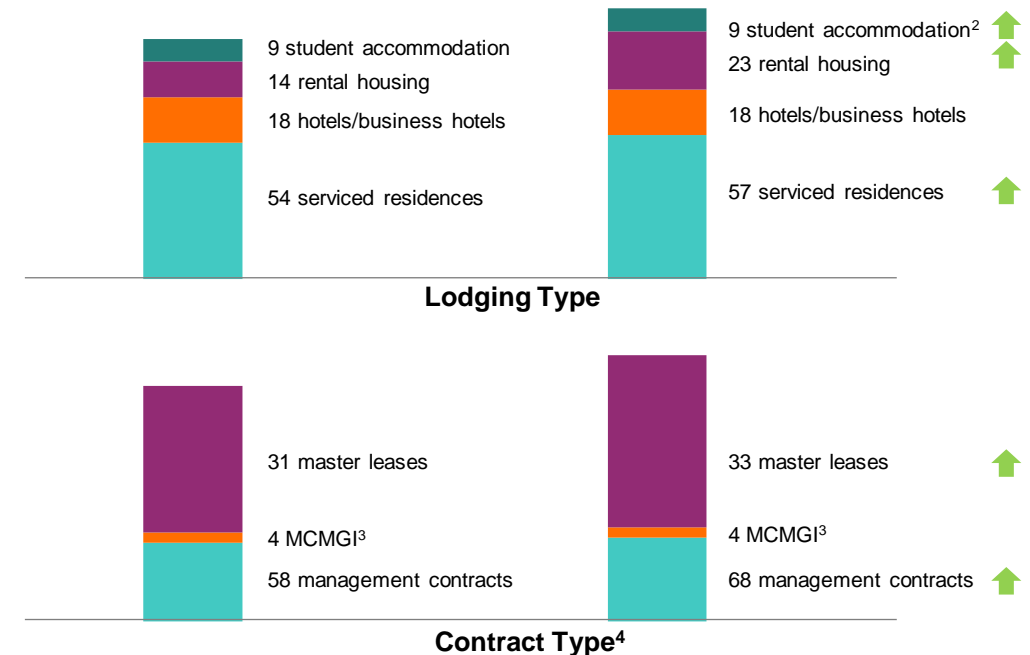 9 student accommodation
14 rental housing
18 hotels/business hotels
54 serviced residences
9 student accommodation²
23 rental housing
18 hotels/business hotels
57 serviced residences
Lodging Type
31 master leases
4 MCMGI³
58 management contracts
33 master leases
4 MCMGI³
68 management contracts
Contract Type⁴